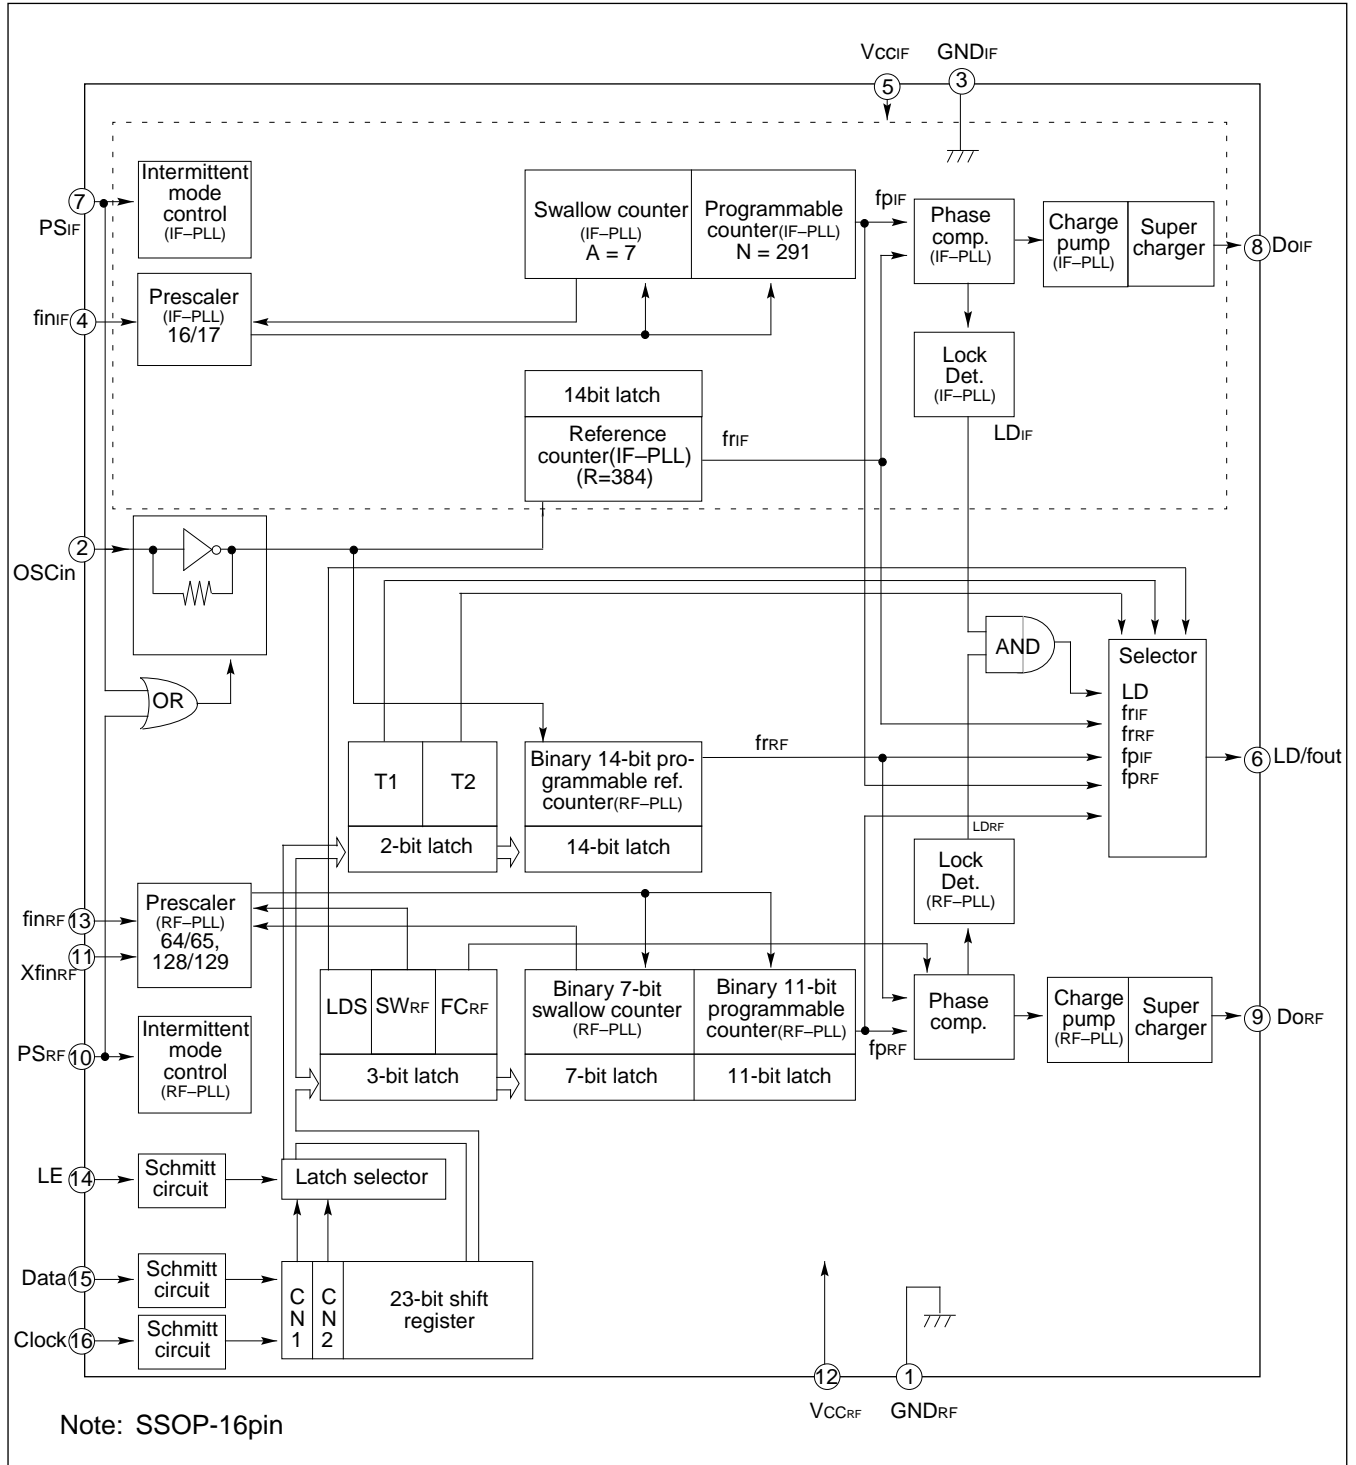 VCCIF
GNDIF
5
3
Intermittent
mode
control
(IF–PLL)
7
PSIF
Swallow counter
(IF–PLL)
A = 7
Programmable
counter(IF–PLL)
N = 291
fpIF
Phase
comp.
(IF–PLL)
Charge
pump
(IF–PLL)
Super
charger
8
DoIF
Prescaler
(IF–PLL)
16/17
finIF
4
Lock
Det.
(IF–PLL)
LDIF
14bit latch
Reference
counter(IF–PLL)
(R=384)
frIF
2
OSCin
OR
AND
Selector
LD
frIF
frRF
fpIF
fpRF
6
LD/fout
T1
T2
2-bit latch
Binary 14-bit pro-
grammable ref.
counter(RF–PLL)
14-bit latch
frRF
LDRF
Lock
Det.
(RF–PLL)
finRF
13
11
XfinRF
Prescaler
(RF–PLL)
64/65,
128/129
LDS
SWRF
FCRF
3-bit latch
Binary 7-bit
swallow counter
(RF–PLL)
7-bit latch
Binary 11-bit
programmable
counter(RF–PLL)
11-bit latch
fpRF
Phase
comp.
Charge
pump
(RF–PLL)
Super
charger
9
DoRF
PSRF
10
Intermittent
mode
control
(RF–PLL)
LE
14
Schmitt
circuit
Latch selector
Data
15
Schmitt
circuit
Clock
16
Schmitt
circuit
CN1
CN2
23-bit shift
register
12
1
VCCRF
GNDRF
Note: SSOP-16pin